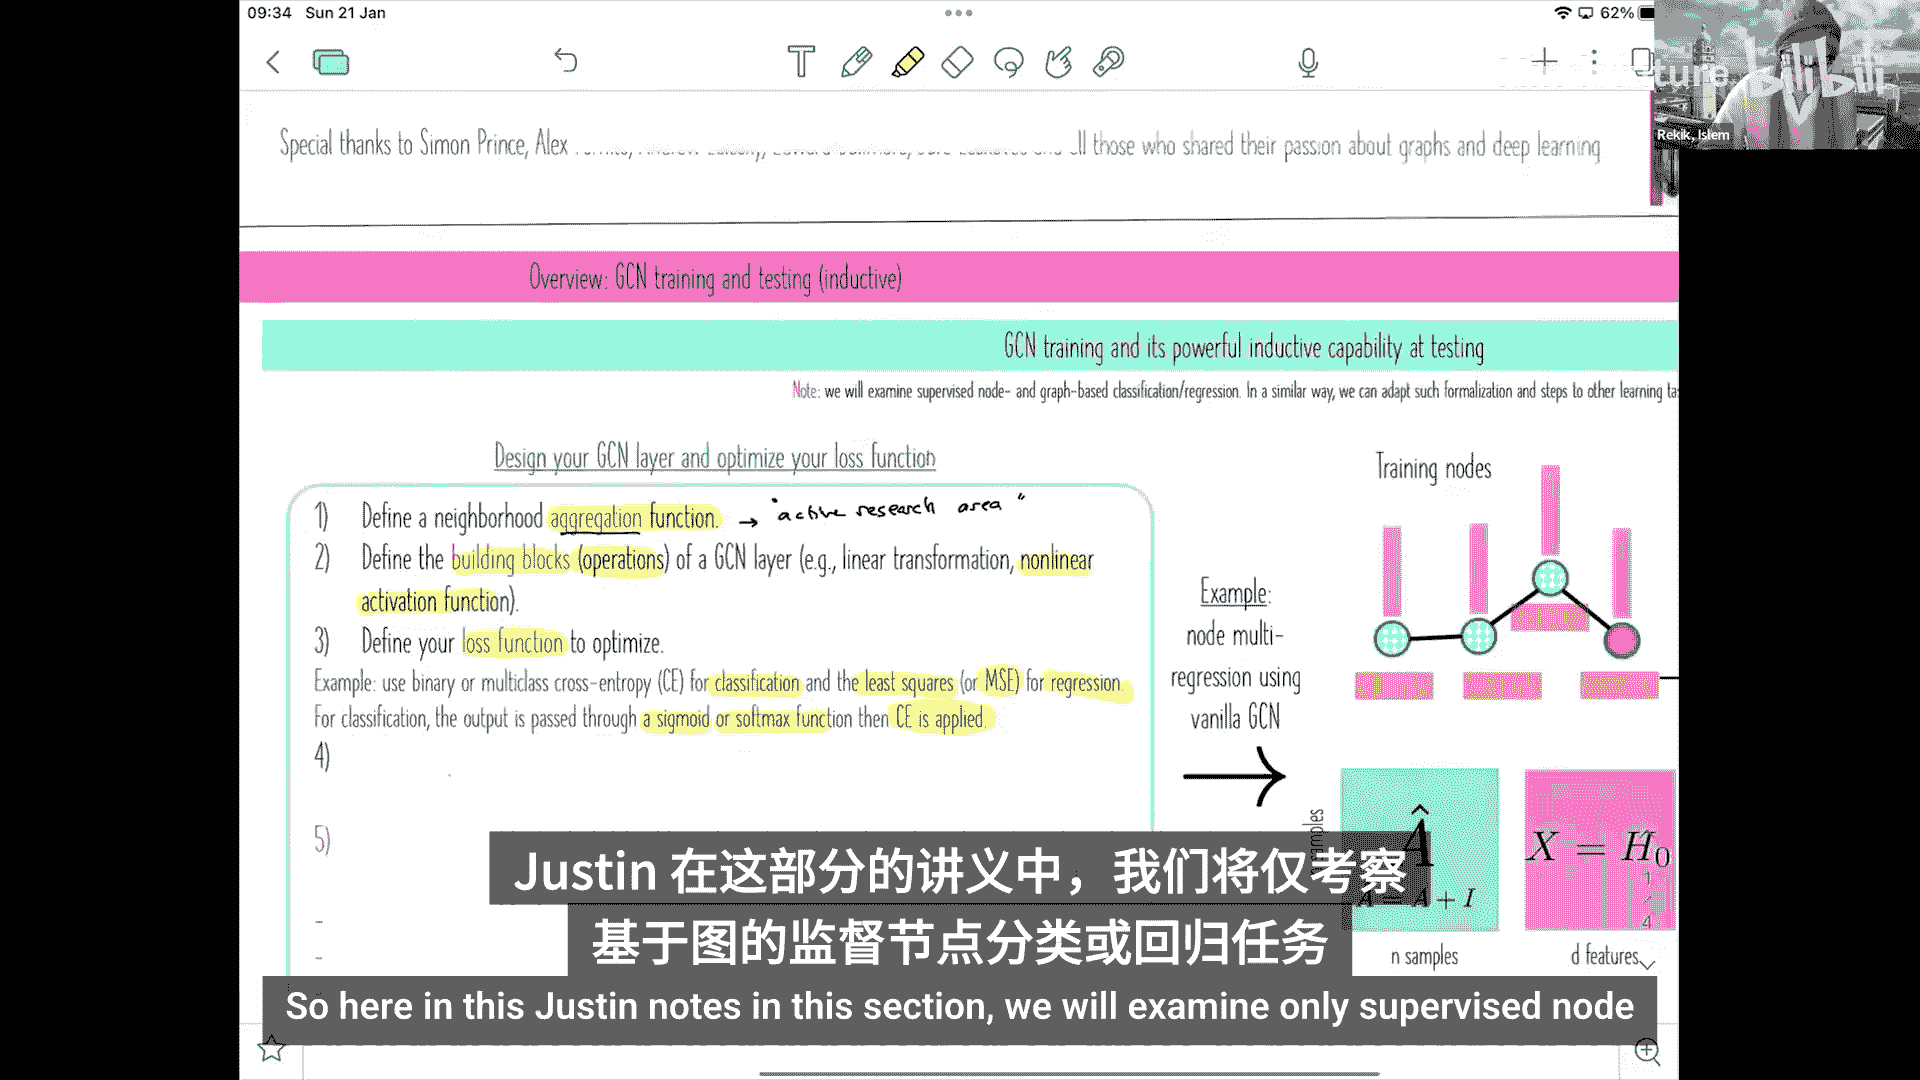 09:34 Sun 21 Jan
62%
bilibili
Rekik, Islem
Special thanks to Simon Prince, Alex
ll those who shared their passion about graphs and deep learning
Overview: GCN training and testing (inductive)
GCN training and its powerful inductive capability at testing
Note: we will examine supervised node- and graph-based classification/regression. In a similar way, we can adapt such formalization and steps to other learning
Design your GCN layer and optimize your loss function
1) Define a neighborhood aggregation function. → "active research area"
2) Define the building blocks (operations) of a GCN layer (e.g., linear transformation, nonlinear
activation function).
3) Define your loss function to optimize.
Example: use binary or multiclass cross-entropy (CE) for classification and the least squares (or MSE) for regression.
For classification, the output is passed through a sigmoid or softmax function then CE is applied.
4)
5)
-
-
Example:
node multi-
regression using
vanilla GCN
Training nodes
X = H₀
n samples
d features
Justin 在这部分的讲义中，我们将仅考察
基于图的监督节点分类或回归任务
So here in this Justin notes in this section, we will examine only supervised node